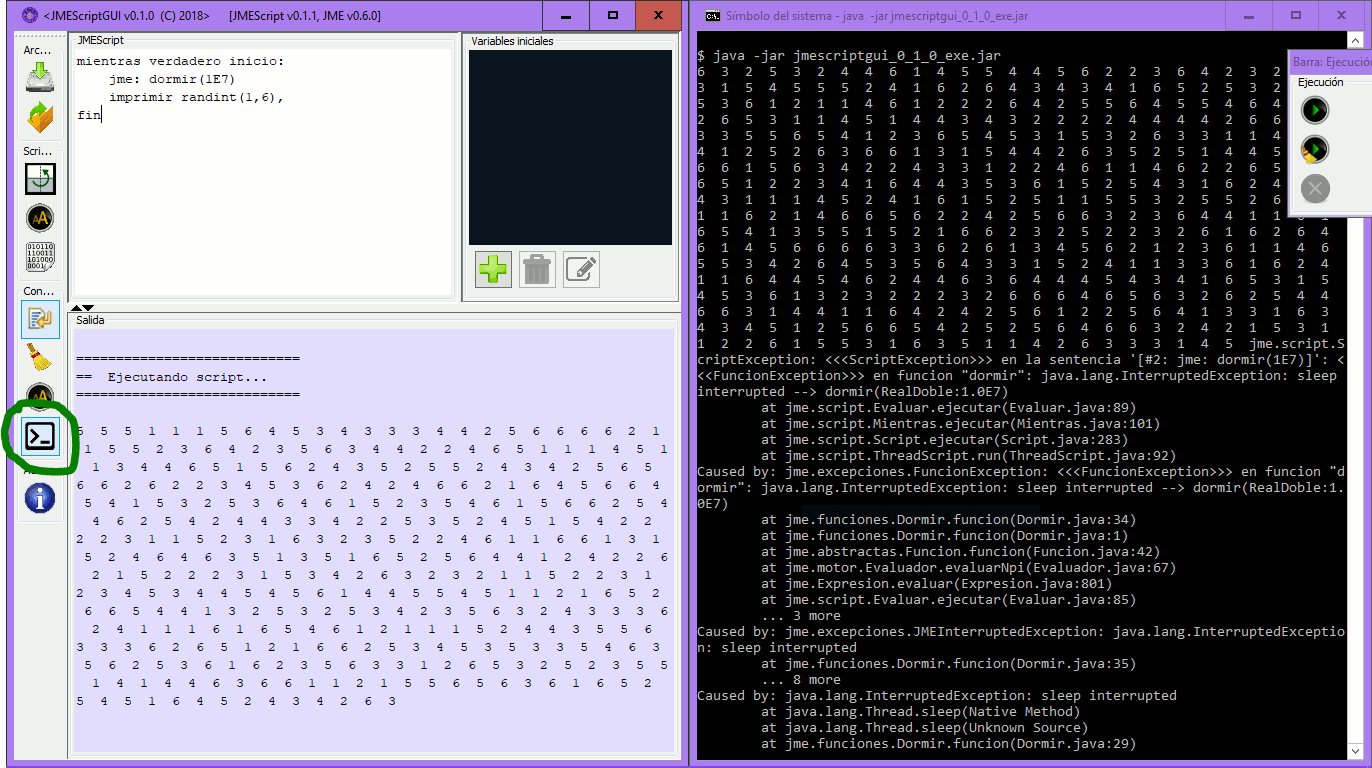 <JMEScriptGUI v0.1.0 (C) 2018> [JMEScript v0.1.1, JME v0.6.0]
Arc...
Scri...
Con...
JMEScript
mientras verdadero inicio:
jme: dormir(1E7)
imprimir randint(1,6),
fin
Variables iniciales
Salida
============================
== Ejecutando script...
============================
5 5 5 1 1 1 5 6 4 5 3 4 3 3 3 4 4 2 5 6 6 6 6 2 1
1 5 5 2 3 6 4 2 3 5 6 3 4 4 2 2 4 6 5 1 1 1 4 5 1
1 3 4 4 6 5 1 5 6 2 4 3 5 2 5 5 2 4 3 4 2 5 6 5
6 6 2 6 2 2 3 4 5 3 6 2 4 2 4 6 6 2 1 6 4 5 6 6 4
5 4 1 5 3 2 5 3 6 4 6 1 5 2 3 5 4 6 1 5 6 6 2 5 4
4 6 2 5 4 2 4 4 3 3 4 2 2 5 3 5 2 4 5 1 5 4 2 2
2 2 3 1 1 5 2 3 1 6 3 2 3 5 2 2 4 6 1 1 6 6 1 3 1
5 2 4 6 4 6 3 5 1 3 5 1 6 5 2 5 6 4 4 1 2 4 2 2 6
2 1 5 2 2 2 3 1 5 3 4 2 6 3 2 3 2 1 1 5 2 2 3 1
2 3 4 5 3 4 4 5 4 5 6 1 4 4 5 5 4 5 1 1 2 1 6 5 2
6 6 5 4 4 1 3 2 5 3 2 5 3 4 2 3 5 6 3 2 4 3 3 3 6
2 4 1 1 1 6 1 6 5 4 6 1 2 1 1 1 5 2 4 4 3 5 5 6
3 3 3 6 2 6 5 1 2 1 6 6 2 5 3 4 5 3 5 3 3 5 4 6 3
5 6 2 5 3 6 1 6 2 3 5 6 3 3 1 2 6 5 3 2 5 2 3 5 5
1 4 1 4 4 6 3 6 6 1 1 2 1 5 5 6 5 6 3 6 1 6 5 2
5 4 5 1 6 4 5 2 4 3 4 2 6 3
Símbolo del sistema - java -jar jmescriptgui_0_1_0_exe.jar
$ java -jar jmescriptgui_0_1_0_exe.jar
6 3 2 5 3 2 4 4 6 1 4 5 5 4 4 5 6 2 2 3 6 4 2 3 2
3 1 5 4 5 5 5 2 4 2 6 4 3 4 3 4 1 6 5 2 5 3 2
5 3 6 1 2 1 1 4 6 1 2 2 2 6 4 2 5 5 6 4 5 5 4 6
2 6 5 3 1 1 4 5 1 1 4 4 3 4 3 2 2 2 2 4 4 4 4 2 6 6
3 3 5 5 6 5 4 1 2 3 6 5 4 5 3 1 5 3 2 6 3 3 1 1 4
4 1 2 5 2 6 3 6 6 1 3 1 5 4 4 2 6 3 5 2 5 1 4 4 5
6 6 1 5 6 3 4 2 2 4 3 3 1 2 2 4 6 1 1 4 6 2 2 6 5
6 5 1 2 2 3 4 1 6 4 4 3 5 3 6 1 5 2 5 4 3 1 6 2
4 3 1 1 1 4 5 2 4 1 6 5 1 2 5 1 1 5 3 2 5 5 2 6
1 1 6 2 1 4 6 6 5 6 2 2 4 2 5 6 6 3 2 3 6 4 4 1 1
6 5 4 1 3 5 5 1 5 2 1 6 6 2 3 2 5 2 2 3 2 6 1 6 2 6 4
6 1 4 5 6 6 6 3 3 6 2 6 1 3 4 5 6 2 1 2 3 6 1 1 4 6
5 5 3 4 2 6 4 5 3 5 6 4 3 3 1 5 2 4 1 1 3 3 6 1 6 2 4
1 1 6 4 4 5 4 6 2 4 4 6 3 6 4 4 4 5 4 3 4 1 6 5 3 1 5
4 5 3 6 1 3 2 3 2 2 2 2 6 6 6 4 6 5 6 3 2 6 2 5 4 4
6 6 3 1 4 4 1 1 6 6 4 4 2 5 6 1 2 4 1 3 3 1 6 3
4 3 4 5 1 2 5 6 6 5 4 2 5 2 5 6 4 6 6 3 2 4 2 1 5 3 1
1 2 2 6 1 5 1 6 3 5 1 1 4 2 6 3 3 3 1 4 5 jme.script.S
criptException: <<<ScriptException>>> en la sentencia '[#2: jme: dormir(1E7)]': <
<<FuncionException>>> en funcion "dormir": java.lang.InterruptedException: sleep
interrupted --> dormir(RealDoble:1.0E7)
at jme.script.Evaluar.ejecutar(Evaluar.java:89)
at jme.script.Mientras.ejecutar(Mientras.java:101)
at jme.script.Script.ejecutar(Script.java:283)
at jme.script.ThreadScript.run(ThreadScript.java:92)
Caused by: jme.excepciones.FuncionException: <<<FuncionException>>> en funcion "d
ormir": java.lang.InterruptedException: sleep interrupted --> dormir(RealDoble:1.
0E7)
at jme.funciones.Dormir.funcion(Dormir.java:34)
at jme.funciones.Dormir.funcion(Dormir.java:1)
at jme.abstractas.Funcion.funcion(Funcion.java:42)
at jme.motor.Evaluador.evaluarNpi(Evaluador.java:67)
at jme.Expresion.evaluar(Expresion.java:801)
at jme.script.Evaluar.ejecutar(Evaluar.java:85)
... 3 more
Caused by: jme.excepciones.JMEInterruptedException: java.lang.InterruptedExceptio
n: sleep interrupted
at jme.funciones.Dormir.funcion(Dormir.java:35)
... 8 more
Caused by: java.lang.InterruptedException: sleep interrupted
at java.lang.Thread.sleep(Native Method)
at java.lang.Thread.sleep(Unknown Source)
at jme.funciones.Dormir.funcion(Dormir.java:29)
Barra: Ejecució
Ejecución